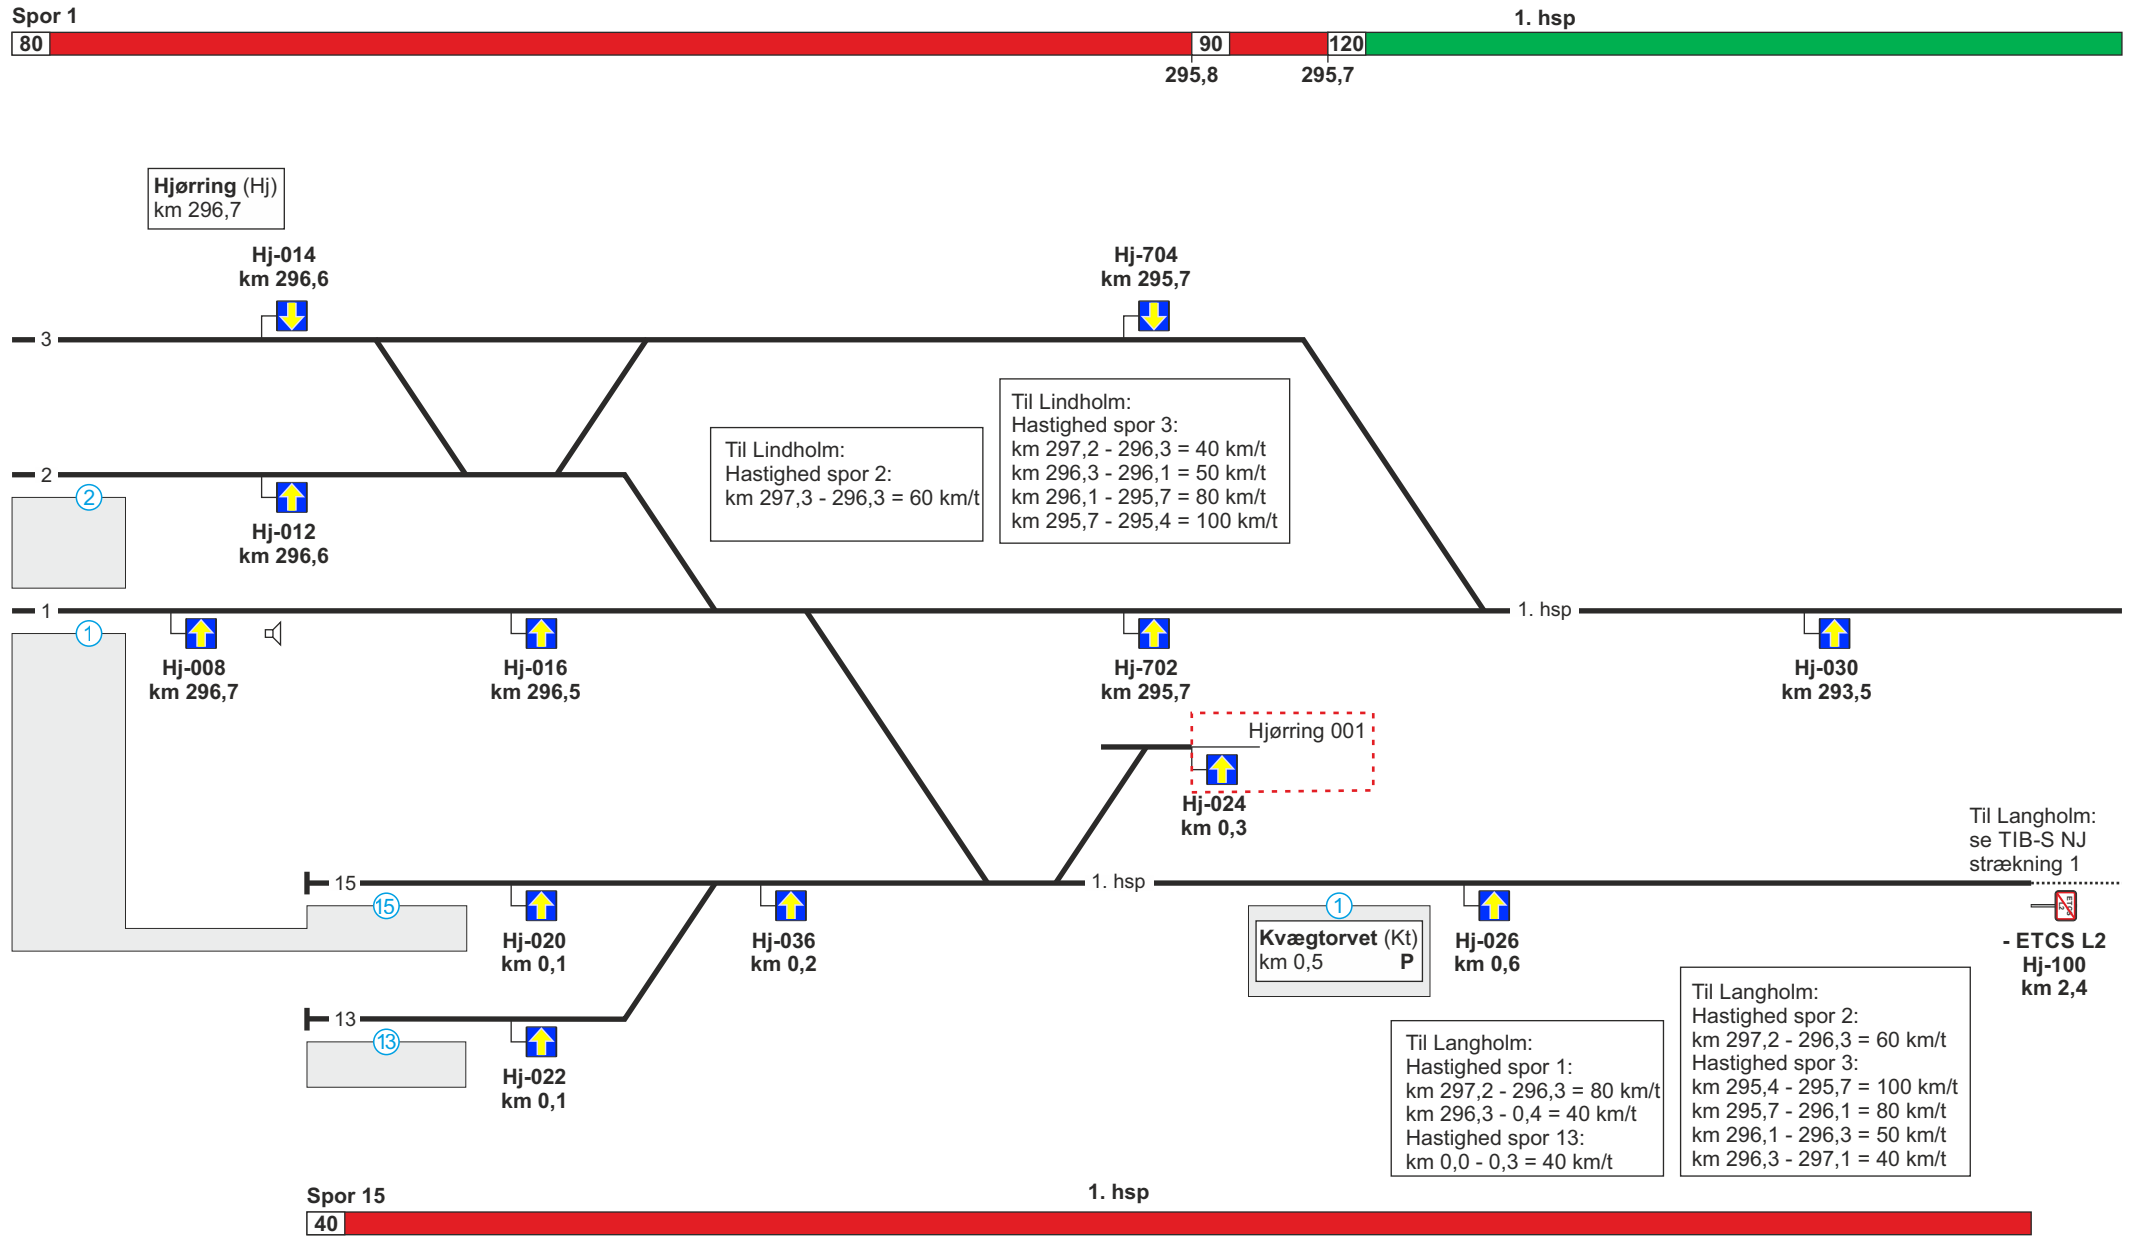 Spor 1
1. hsp
80
90
120
295,8
295,7
Hjørring (Hj)
km 296,7
Hj-014
km 296,6
Hj-704
km 295,7
3
Til Lindholm:
Hastighed spor 3:
km 297,2 - 296,3 = 40 km/t
km 296,3 - 296,1 = 50 km/t
km 296,1 - 295,7 = 80 km/t
km 295,7 - 295,4 = 100 km/t
Til Lindholm:
Hastighed spor 2:
km 297,3 - 296,3 = 60 km/t
2
2
Hj-012
km 296,6
1
1. hsp
1
Hj-008
km 296,7
Hj-016
km 296,5
Hj-702
km 295,7
Hj-030
km 293,5
Hjørring 001
Hj-024
km 0,3
Til Langholm:
se TIB-S NJ
strækning 1
15
1. hsp
15
1
Hj-020
km 0,1
Hj-036
km 0,2
Kvægtorvet (Kt)
km 0,5 P
Hj-026
km 0,6
ETCS
L2
- ETCS L2
Hj-100
km 2,4
13
13
Hj-022
km 0,1
Til Langholm:
Hastighed spor 1:
km 297,2 - 296,3 = 80 km/t
km 296,3 - 0,4 = 40 km/t
Hastighed spor 13:
km 0,0 - 0,3 = 40 km/t
Til Langholm:
Hastighed spor 2:
km 297,2 - 296,3 = 60 km/t
Hastighed spor 3:
km 295,4 - 295,7 = 100 km/t
km 295,7 - 296,1 = 80 km/t
km 296,1 - 296,3 = 50 km/t
km 296,3 - 297,1 = 40 km/t
Spor 15
1. hsp
40